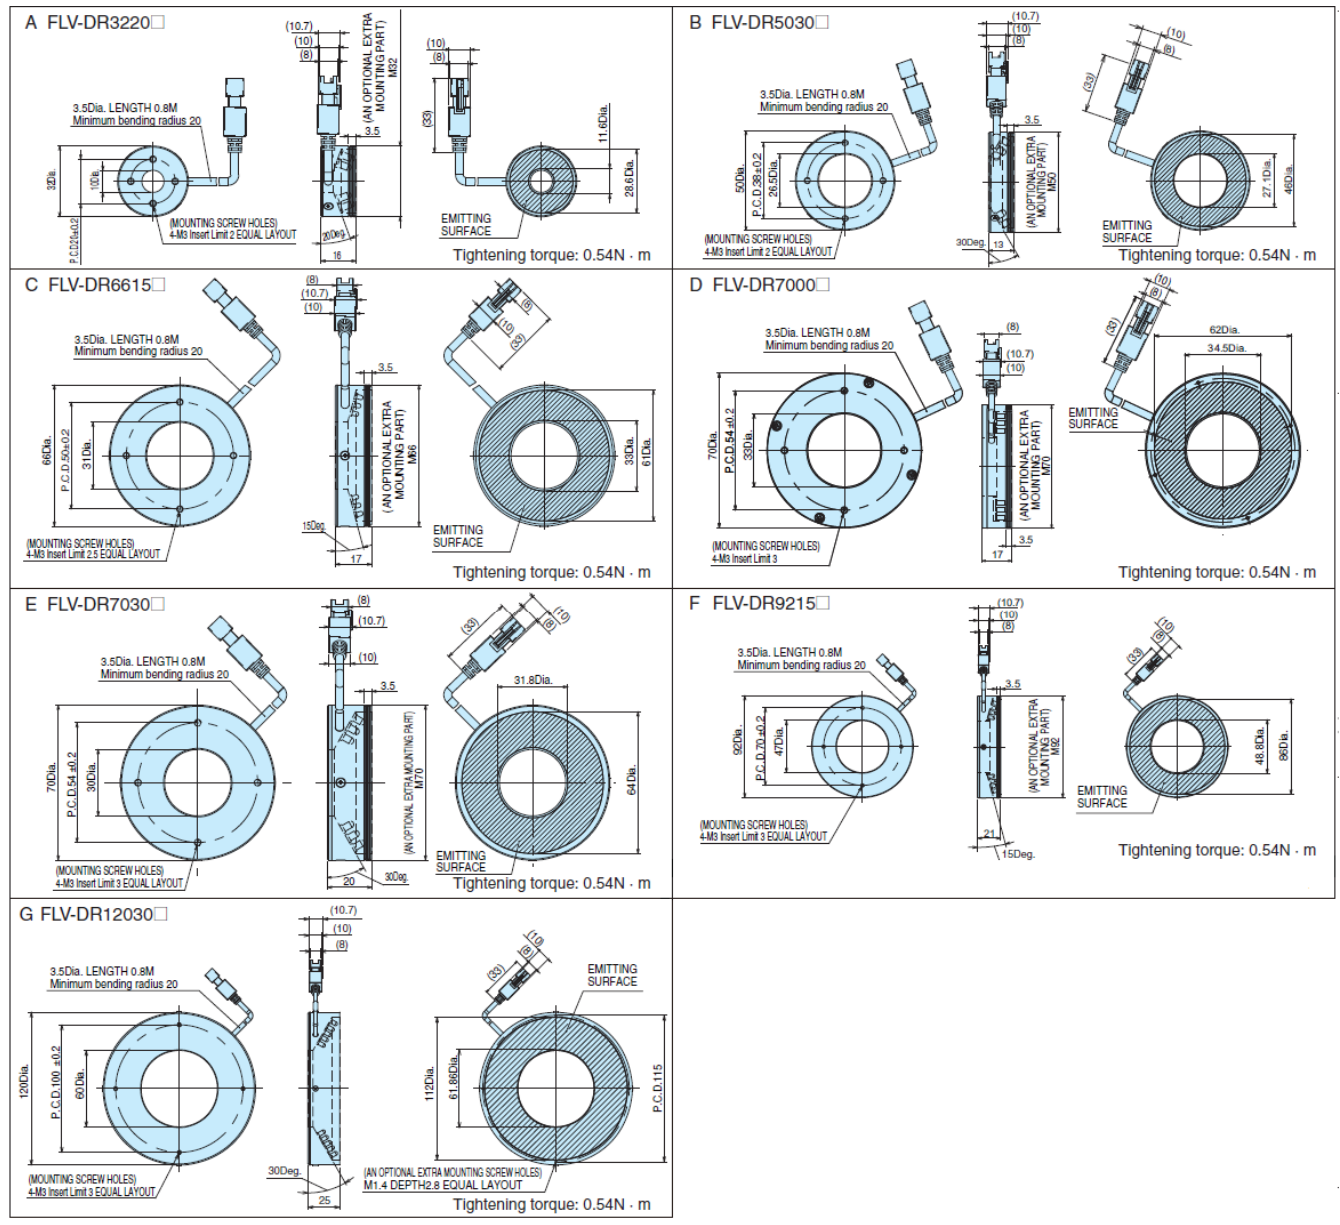 A FLV-DR3220□
(10.7)
(10)
(8)
(AN OPTIONAL EXTRA
MOUNTING PART)
M32
(10)
(8)
(33)
3.5Dia. LENGTH 0.8M
Minimum bending radius 20
3.5
11.6Dia.
28.6Dia.
32Dia.
10Dia.
(MOUNTING SCREW HOLES)
4-M3 Insert Limit 2 EQUAL LAYOUT
20Deg.
16
EMITTING
SURFACE
Tightening torque: 0.54N · m
B FLV-DR5030□
(10.7)
(10)
(8)
(10)
(8)
(33)
3.5Dia. LENGTH 0.8M
Minimum bending radius 20
3.5
50Dia.
P.C.D.38±0.2
26.5Dia.
(AN OPTIONAL EXTRA
MOUNTING PART)
M50
27.1Dia.
46Dia.
(MOUNTING SCREW HOLES)
4-M3 Insert Limit 2 EQUAL LAYOUT
30Deg.
13
EMITTING
SURFACE
Tightening torque: 0.54N · m
C FLV-DR6615□
(8)
(10.7)
(10)
(8)
(10)
(33)
3.5Dia. LENGTH 0.8M
Minimum bending radius 20
3.5
66Dia.
P.C.D.50±0.2
31Dia.
(AN OPTIONAL EXTRA
MOUNTING PART)
M66
33Dia.
61Dia.
(MOUNTING SCREW HOLES)
4-M3 Insert Limit 2.5 EQUAL LAYOUT
15Deg.
17
EMITTING
SURFACE
Tightening torque: 0.54N · m
D FLV-DR7000□
(10)
(8)
(33)
3.5Dia. LENGTH 0.8M
Minimum bending radius 20
(8)
(10.7)
(10)
62Dia.
34.5Dia.
70Dia.
P.C.D.54 ±0.2
33Dia.
(AN OPTIONAL EXTRA
MOUNTING PART)
M70
EMITTING
SURFACE
(MOUNTING SCREW HOLES)
4-M3 Insert Limit 3
3.5
17
Tightening torque: 0.54N · m
E FLV-DR7030□
(8)
(10.7)
(10)
(10)
(8)
(33)
3.5Dia. LENGTH 0.8M
Minimum bending radius 20
3.5
31.8Dia.
70Dia.
P.C.D.54 ±0.2
30Dia.
(AN OPTIONAL EXTRA MOUNTING PART)
M70
64Dia.
(MOUNTING SCREW HOLES)
4-M3 Insert Limit 3 EQUAL LAYOUT
30Deg.
20
EMITTING
SURFACE
Tightening torque: 0.54N · m
F FLV-DR9215□
(10.7)
(10)
(8)
(10)
(8)
(33)
3.5Dia. LENGTH 0.8M
Minimum bending radius 20
3.5
92Dia.
P.C.D.70 ±0.2
47Dia.
(AN OPTIONAL EXTRA
MOUNTING PART)
M92
48.8Dia.
86Dia.
EMITTING
SURFACE
(MOUNTING SCREW HOLES)
4-M3 Insert Limit 3 EQUAL LAYOUT
21
15Deg.
Tightening torque: 0.54N · m
G FLV-DR12030□
(10.7)
(10)
(8)
(10)
(8)
(33)
3.5Dia. LENGTH 0.8M
Minimum bending radius 20
EMITTING
SURFACE
120Dia.
P.C.D.100 ±0.2
60Dia.
112Dia.
61.86Dia.
P.C.D.115
(MOUNTING SCREW HOLES)
4-M3 Insert Limit 3 EQUAL LAYOUT
30Deg.
25
(AN OPTIONAL EXTRA MOUNTING SCREW HOLES)
M1.4 DEPTH2.8 EQUAL LAYOUT
Tightening torque: 0.54N · m